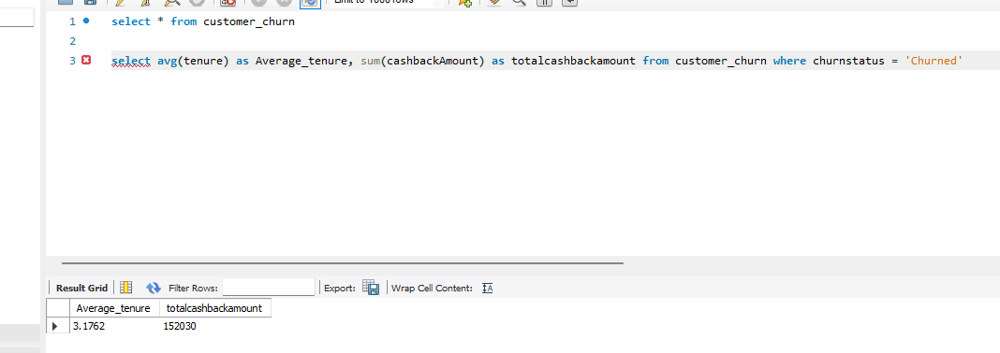 1 select * from customer_churn
2
3 select avg(tenure) as Average_tenure, sum(cashbackAmount) as totalcashbackamount from customer_churn where churnstatus = 'Churned'
Result Grid Filter Rows: Export: Wrap Cell Content:
Average_tenure totalcashbackamount
3.1762 152030